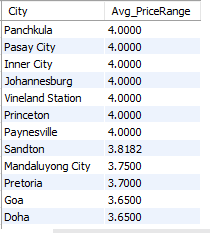 City Avg_PriceRange
Panchkula 4.0000
Pasay City 4.0000
Inner City 4.0000
Johannesburg 4.0000
Vineland Station 4.0000
Princeton 4.0000
Paynesville 4.0000
Sandton 3.8182
Mandaluyong City 3.7500
Pretoria 3.7000
Goa 3.6500
Doha 3.6500